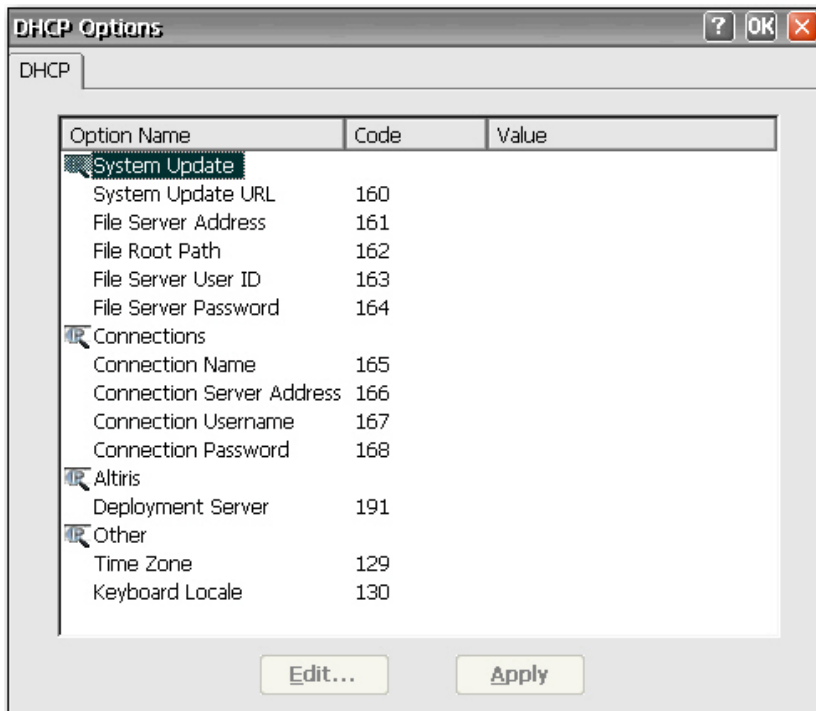 DHCP Options ? OK
DHCP
Option Name Code Value
System Update
System Update URL 160
File Server Address 161
File Root Path 162
File Server User ID 163
File Server Password 164
Connections
Connection Name 165
Connection Server Address 166
Connection Username 167
Connection Password 168
Altiris
Deployment Server 191
Other
Time Zone 129
Keyboard Locale 130
Edit... Apply